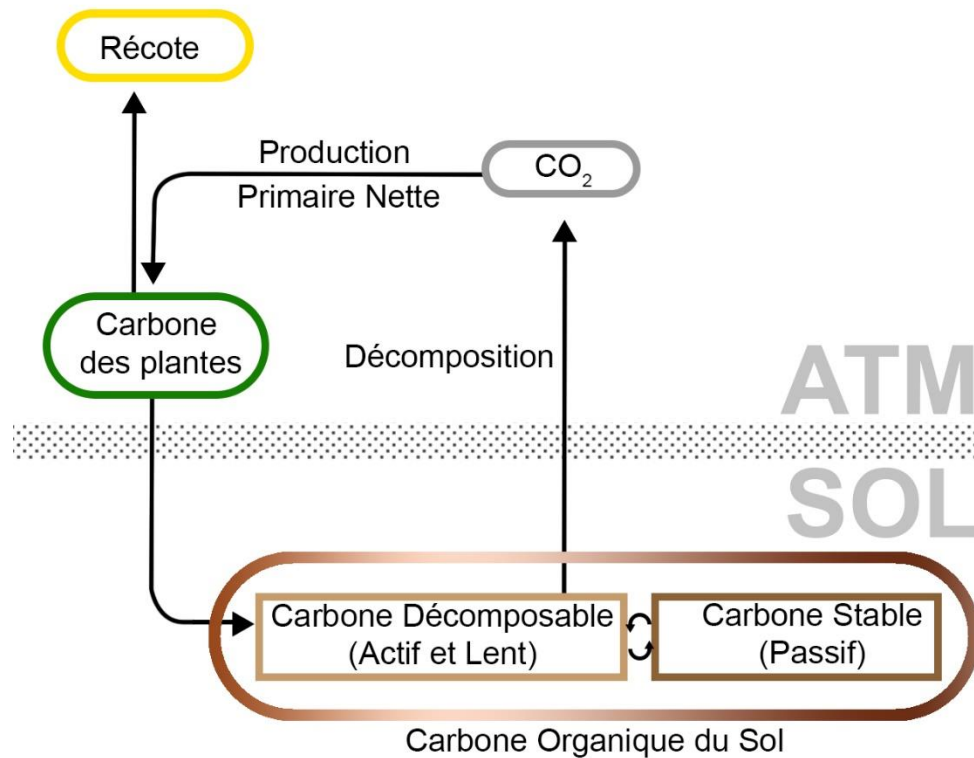 Récote
Production
Primaire Nette
CO₂
Carbone
des plantes
Décomposition
ATM
SOL
Carbone Décomposable
(Actif et Lent)
Carbone Stable
(Passif)
Carbone Organique du Sol